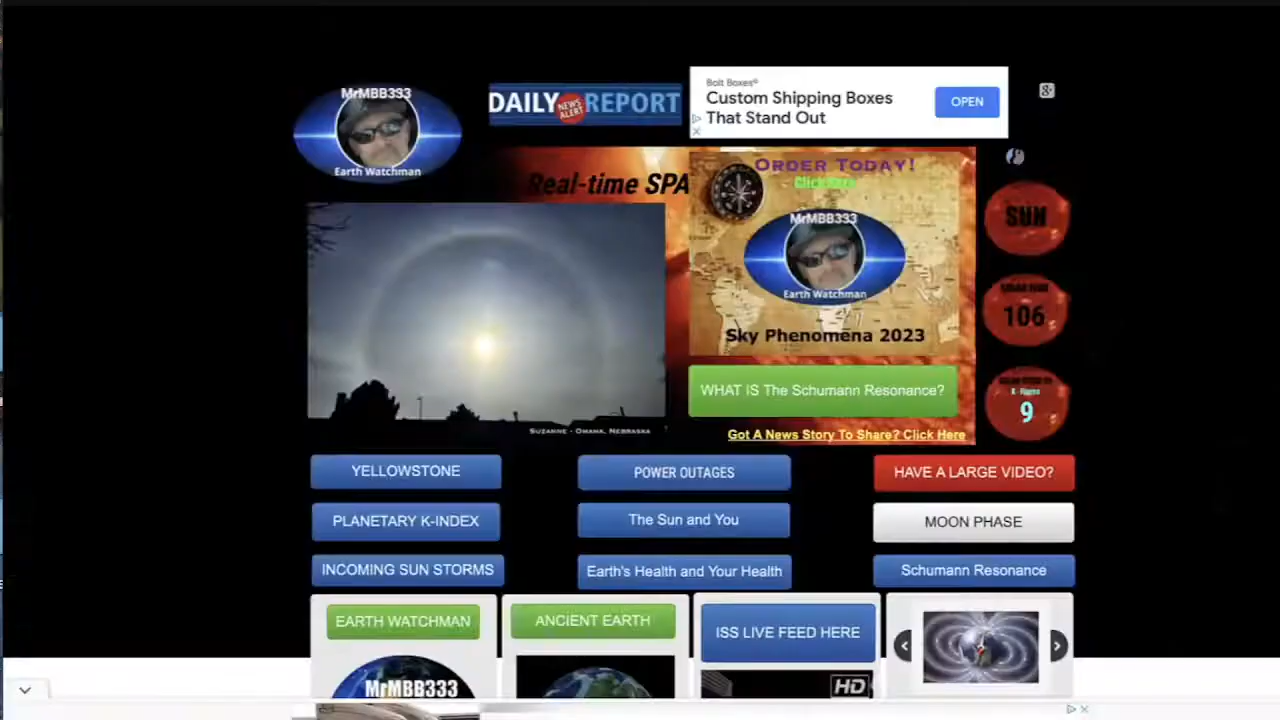 MrMBB333
Earth Watchman
DAILY NEWS ALERT REPORT
Bolt Boxes®
Custom Shipping Boxes
That Stand Out
OPEN
Real-time SPA
ORDER TODAY!
Click Here
MrMBB333
Earth Watchman
Sky Phenomena 2023
SUN
106
9
WHAT IS The Schumann Resonance?
Got A News Story To Share? Click Here
SUZANNE - OMAHA, NEBRASKA
YELLOWSTONE
POWER OUTAGES
HAVE A LARGE VIDEO?
PLANETARY K-INDEX
The Sun and You
MOON PHASE
INCOMING SUN STORMS
Earth's Health and Your Health
Schumann Resonance
EARTH WATCHMAN
ANCIENT EARTH
ISS LIVE FEED HERE
MrMBB333
HD